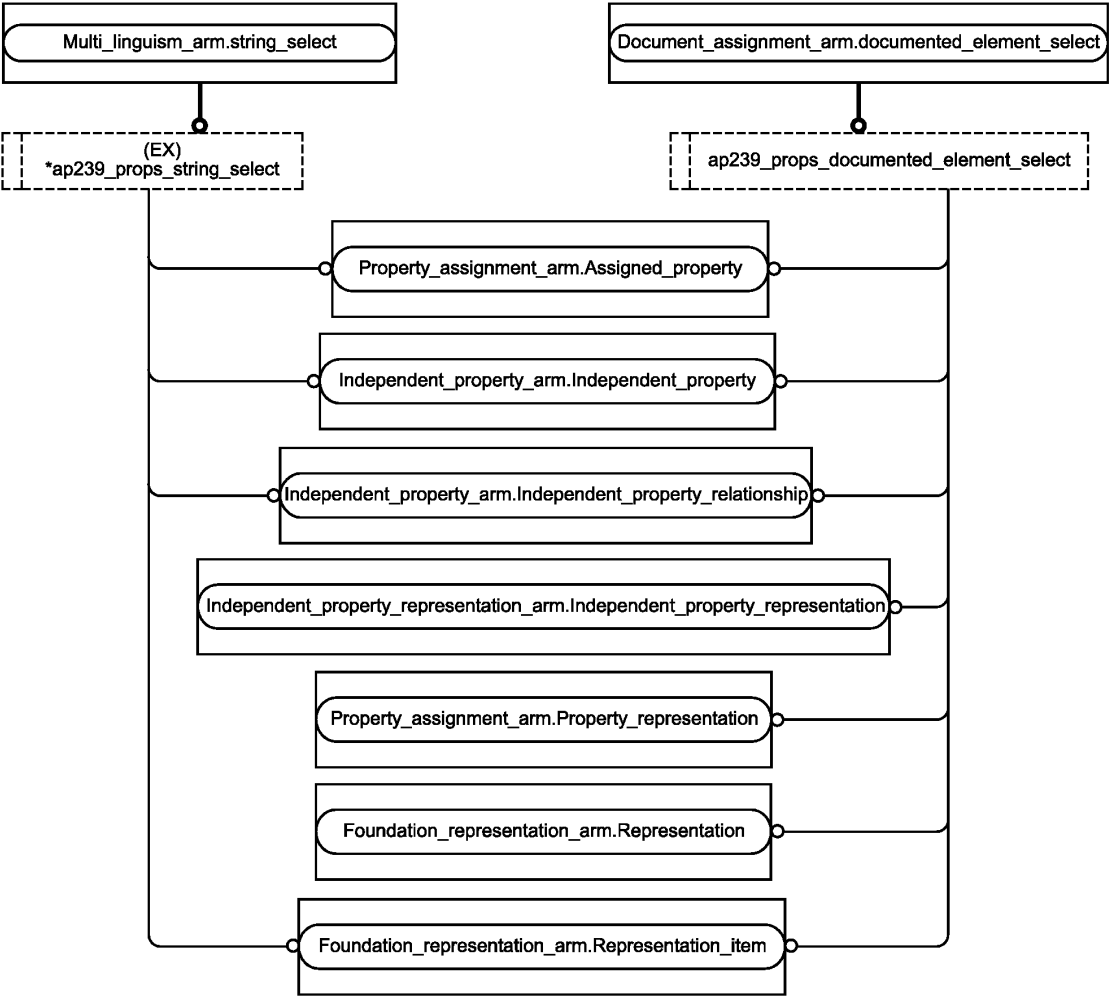 Multi_linguism_arm.string_select
Document_assignment_arm.documented_element_select
(EX)
*ap239_props_string_select
ap239_props_documented_element_select
Property_assignment_arm.Assigned_property
Independent_property_arm.Independent_property
Independent_property_arm.Independent_property_relationship
Independent_property_representation_arm.Independent_property_representation
Property_assignment_arm.Property_representation
Foundation_representation_arm.Representation
Foundation_representation_arm.Representation_item